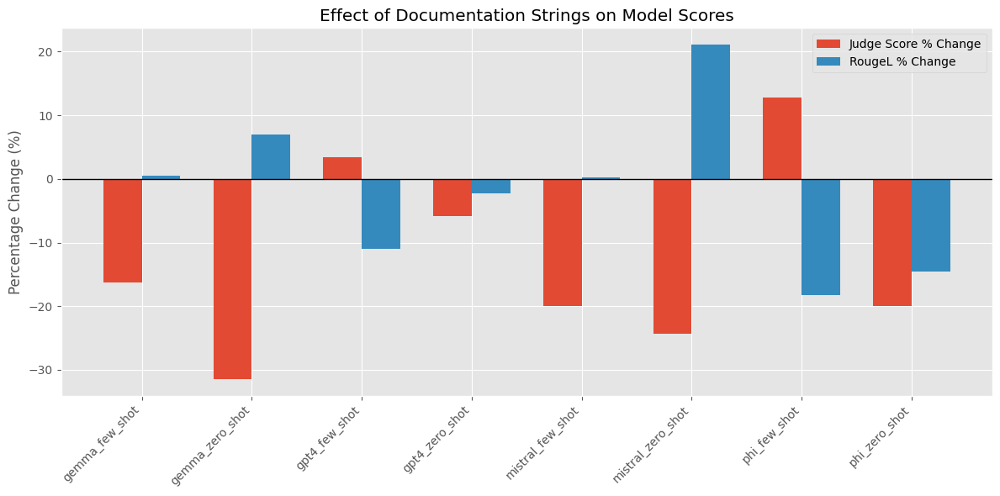 Effect of Documentation Strings on Model Scores
Judge Score % Change
RougeL % Change
Percentage Change (%)
20
10
0
−10
−20
−30
gemma_few_shot
gemma_zero_shot
gpt4_few_shot
gpt4_zero_shot
mistral_few_shot
mistral_zero_shot
phi_few_shot
phi_zero_shot